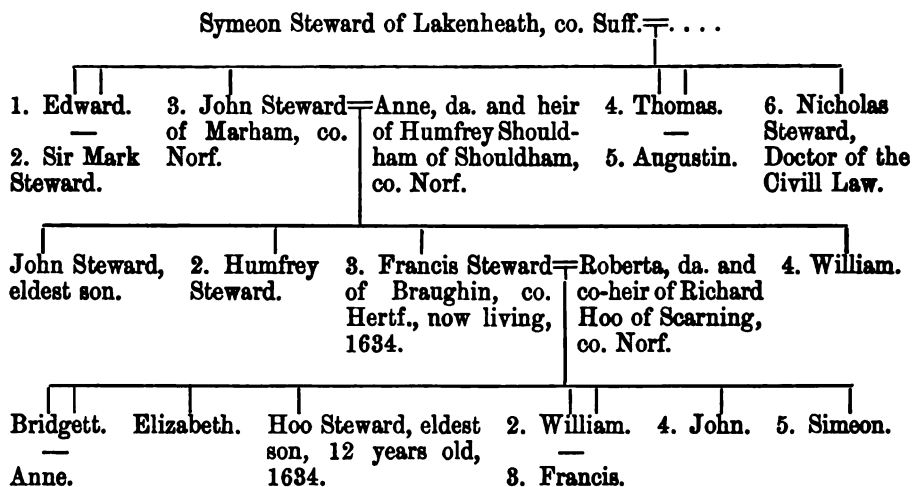 Symeon Steward of Lakenheath, co. Suff.=. . . .
1. Edward.
—
2. Sir Mark
Steward.
3. John Steward=
of Marham, co.
Norf.
Anne, da. and heir
of Humfrey Should-
ham of Shouldham,
co. Norf.
4. Thomas.
—
5. Augustin.
6. Nicholas
Steward,
Doctor of the
Civill Law.
John Steward,
eldest son.
2. Humfrey
Steward.
3. Francis Steward=
of Braughin, co.
Hertf., now living,
1634.
Roberta, da. and
co-heir of Richard
Hoo of Scarning,
co. Norf.
4. William.
Bridgett.
—
Anne.
Elizabeth.
Hoo Steward, eldest
son, 12 years old,
1634.
2. William.
—
3. Francis.
4. John.
5. Simeon.